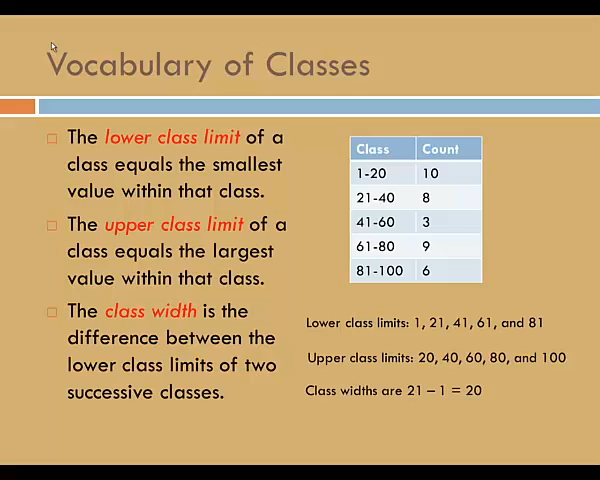 Vocabulary of Classes
The lower class limit of a
class equals the smallest
value within that class.
The upper class limit of a
class equals the largest
value within that class.
The class width is the
difference between the
lower class limits of two
successive classes.
Class Count
1-20 10
21-40 8
41-60 3
61-80 9
81-100 6
Lower class limits: 1, 21, 41, 61, and 81
Upper class limits: 20, 40, 60, 80, and 100
Class widths are 21 – 1 = 20